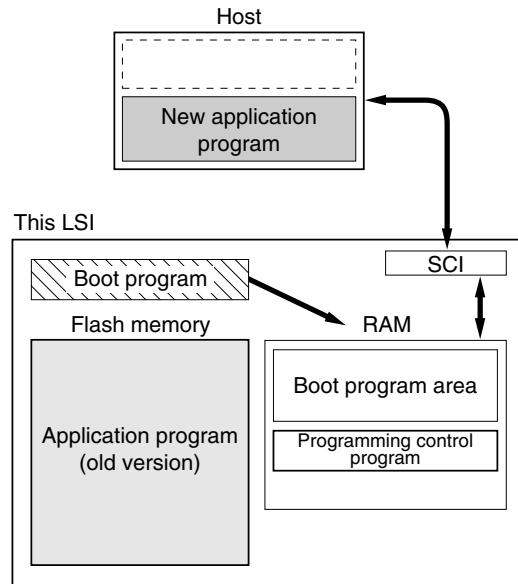 Host
New application
program
This LSI
SCI
Boot program
Flash memory
RAM
Boot program area
Application program
(old version)
Programming control
program